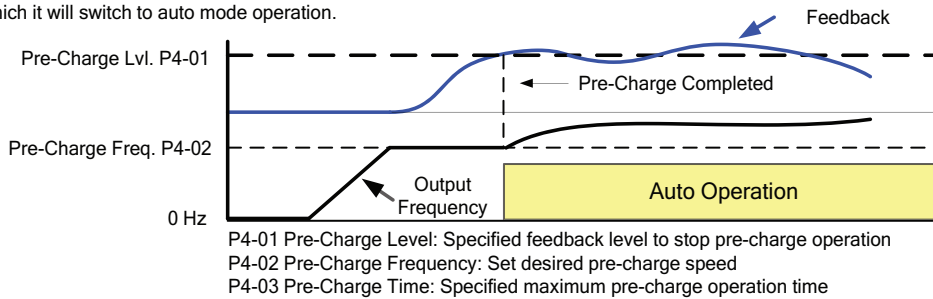 hich it will switch to auto mode operation.
Feedback
Pre-Charge Lvl. P4-01
Pre-Charge Completed
Pre-Charge Freq. P4-02
Output
Frequency
Auto Operation
0 Hz
P4-01 Pre-Charge Level: Specified feedback level to stop pre-charge operation
P4-02 Pre-Charge Frequency: Set desired pre-charge speed
P4-03 Pre-Charge Time: Specified maximum pre-charge operation time